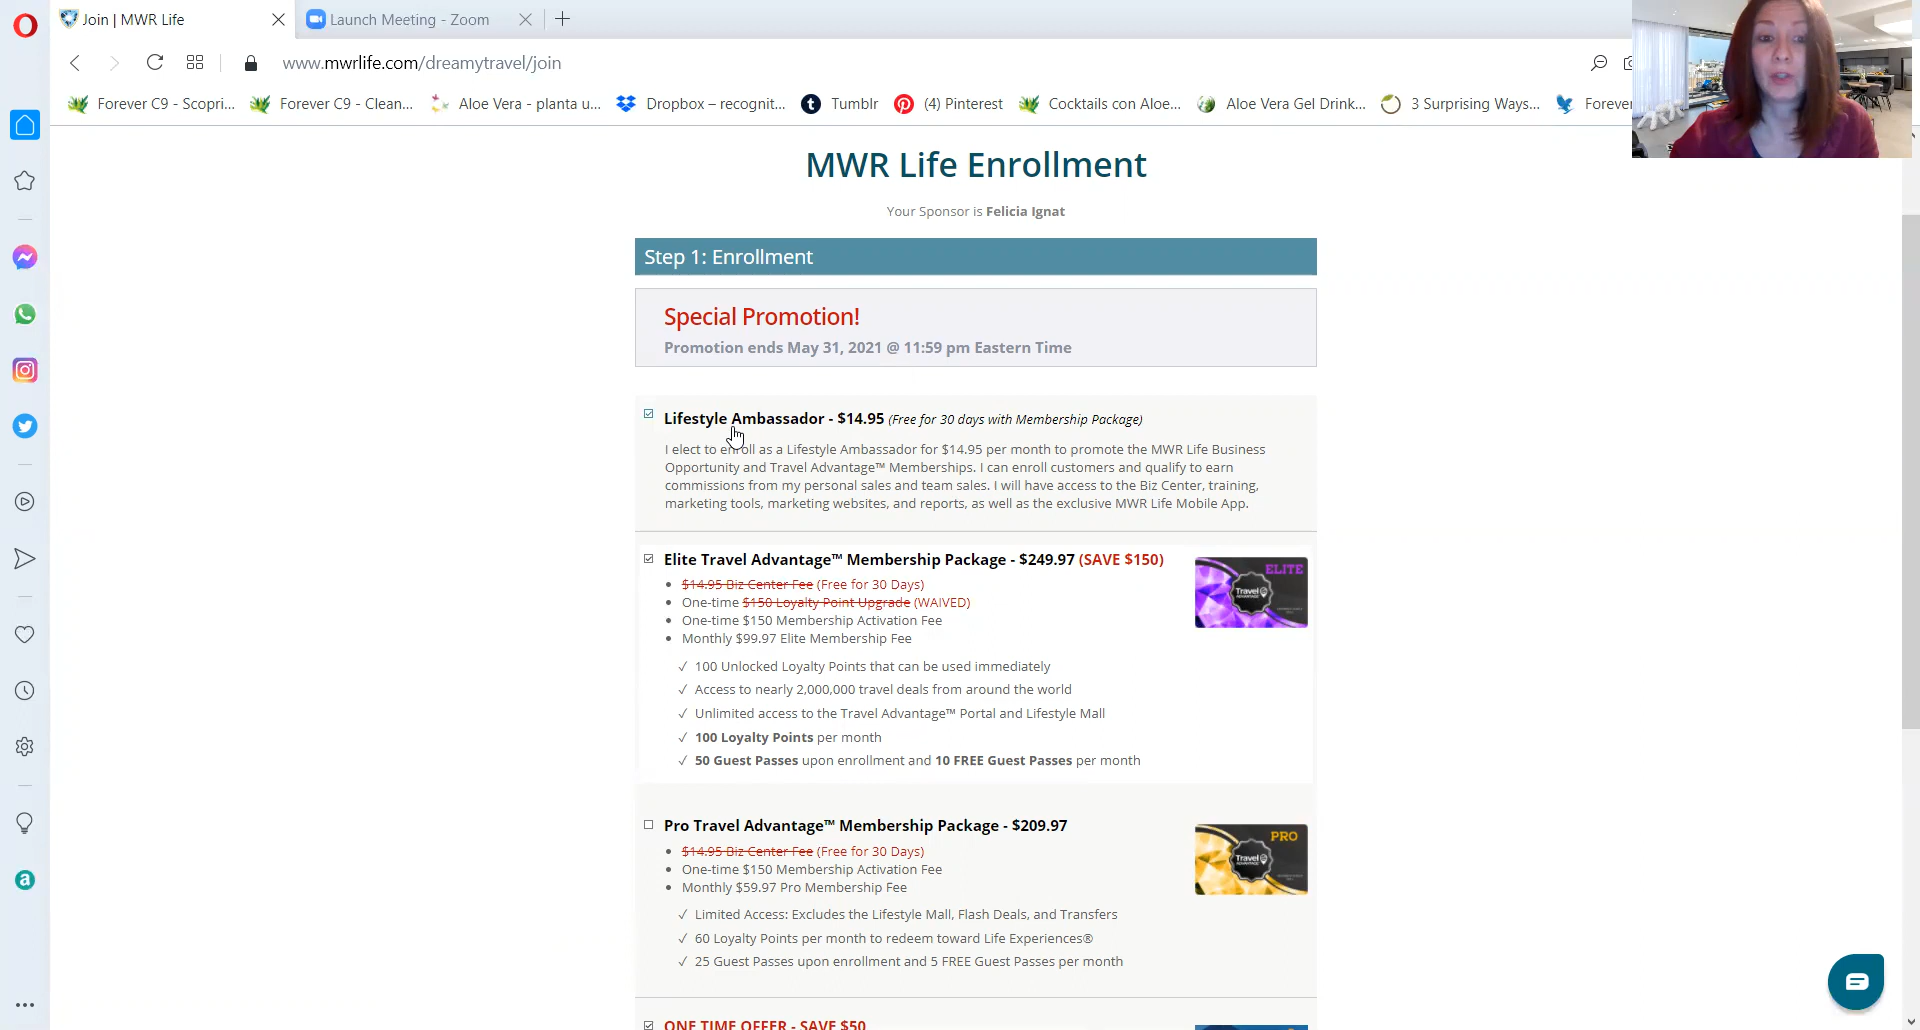 Join | MWR Life
Launch Meeting - Zoom
www.mwrlife.com/dreamytravel/join
Forever C9 - Scopri...
Forever C9 - Clean...
Aloe Vera - planta u...
Dropbox – recognit...
Tumblr
(4) Pinterest
Cocktails con Aloe...
Aloe Vera Gel Drink...
3 Surprising Ways...
Forever
MWR Life Enrollment
Your Sponsor is Felicia Ignat
Step 1: Enrollment
Special Promotion!
Promotion ends May 31, 2021 @ 11:59 pm Eastern Time
Lifestyle Ambassador - $14.95 (Free for 30 days with Membership Package)
I elect to enroll as a Lifestyle Ambassador for $14.95 per month to promote the MWR Life Business
Opportunity and Travel Advantage™ Memberships. I can enroll customers and qualify to earn
commissions from my personal sales and team sales. I will have access to the Biz Center, training,
marketing tools, marketing websites, and reports, as well as the exclusive MWR Life Mobile App.
Elite Travel Advantage™ Membership Package - $249.97 (SAVE $150)
$14.95 Biz Center Fee (Free for 30 Days)
One-time $150 Loyalty Point Upgrade (WAIVED)
One-time $150 Membership Activation Fee
Monthly $99.97 Elite Membership Fee
ELITE
Travel
ADVANTAGE
✓ 100 Unlocked Loyalty Points that can be used immediately
✓ Access to nearly 2,000,000 travel deals from around the world
✓ Unlimited access to the Travel Advantage™ Portal and Lifestyle Mall
✓ 100 Loyalty Points per month
✓ 50 Guest Passes upon enrollment and 10 FREE Guest Passes per month
Pro Travel Advantage™ Membership Package - $209.97
$14.95 Biz Center Fee (Free for 30 Days)
One-time $150 Membership Activation Fee
Monthly $59.97 Pro Membership Fee
PRO
Travel
ADVANTAGE
✓ Limited Access: Excludes the Lifestyle Mall, Flash Deals, and Transfers
✓ 60 Loyalty Points per month to redeem toward Life Experiences®
✓ 25 Guest Passes upon enrollment and 5 FREE Guest Passes per month
ONE TIME OFFER - SAVE $50